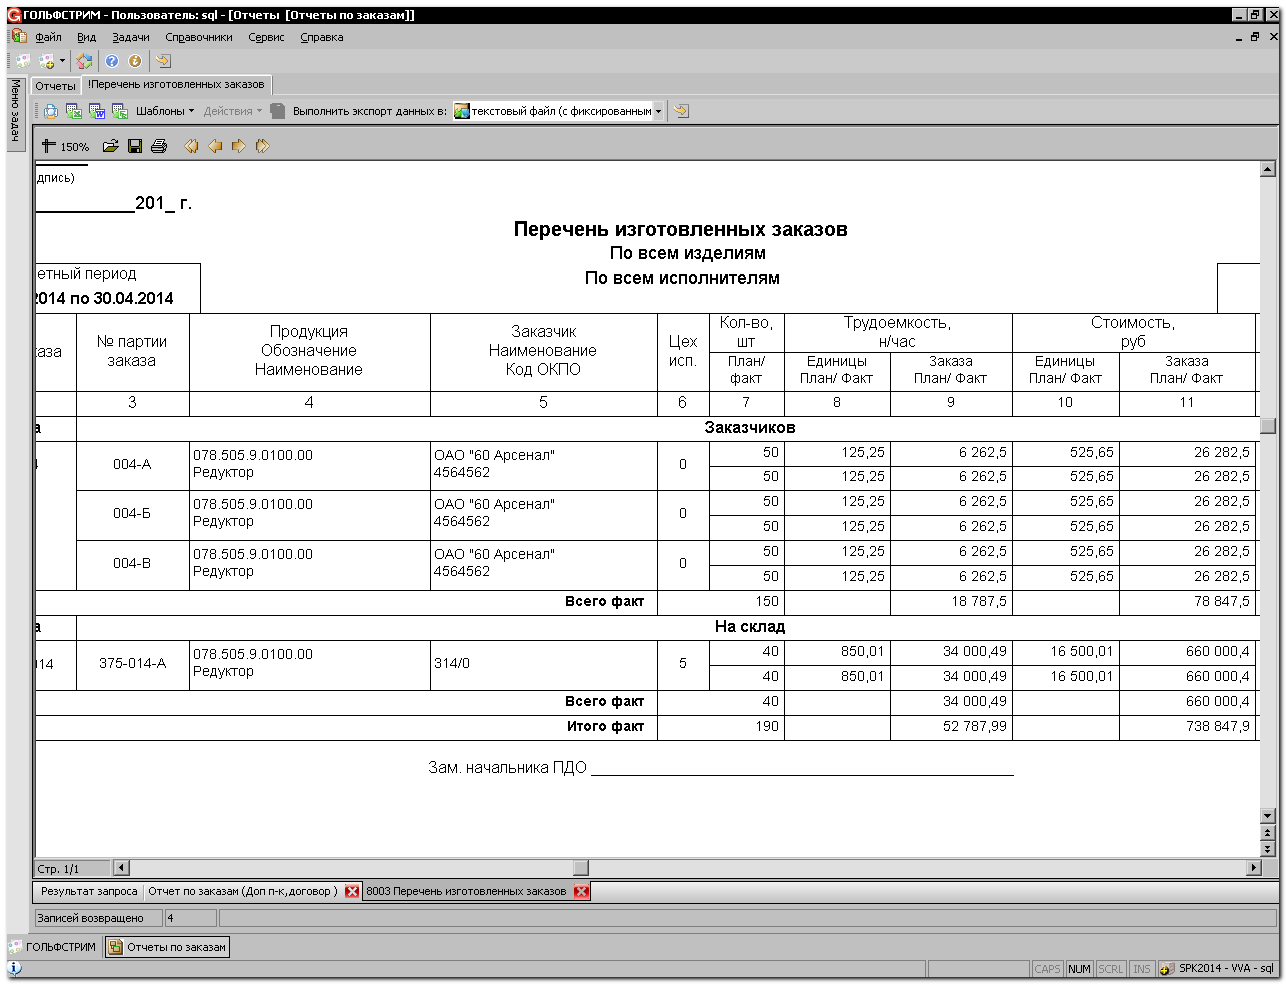 ГОЛЬФСТРИМ - Пользователь: sql - [Отчеты [Отчеты по заказам]]
Файл Вид Задачи Справочники Сервис Справка
Меню задач
Отчеты !Перечень изготовленных заказов
Шаблоны Действия Выполнить экспорт данных в: текстовый файл (с фиксированным
150%
дпись)
201_ г.
Перечень изготовленных заказов
По всем изделиям
По всем исполнителям
етный период
2014 по 30.04.2014
каза
№ партии заказа
Продукция Обозначение Наименование
Заказчик Наименование Код ОКПО
Цех исп.
Кол-во, шт
План/ факт
Трудоемкость, н/час
Единицы План/ Факт
Заказа План/ Факт
Стоимость, руб
Единицы План/ Факт
Заказа План/ Факт
3 4 5 6 7 8 9 10 11
а Заказчиков
4 004-А 078.505.9.0100.00 Редуктор ОАО "60 Арсенал" 4564562 0 50 125,25 6 262,5 525,65 26 282,5
50 125,25 6 262,5 525,65 26 282,5
004-Б 078.505.9.0100.00 Редуктор ОАО "60 Арсенал" 4564562 0 50 125,25 6 262,5 525,65 26 282,5
50 125,25 6 262,5 525,65 26 282,5
004-В 078.505.9.0100.00 Редуктор ОАО "60 Арсенал" 4564562 0 50 125,25 6 262,5 525,65 26 282,5
50 125,25 6 262,5 525,65 26 282,5
Всего факт 150 18 787,5 78 847,5
а На склад
014 375-014-А 078.505.9.0100.00 Редуктор 314/0 5 40 850,01 34 000,49 16 500,01 660 000,4
40 850,01 34 000,49 16 500,01 660 000,4
Всего факт 40 34 000,49 660 000,4
Итого факт 190 52 787,99 738 847,9
Зам. начальника ПДО
Стр. 1/1
Результат запроса Отчет по заказам (Доп п-к,договор ) 8003 Перечень изготовленных заказов
Записей возвращено 4
ГОЛЬФСТРИМ Отчеты по заказам
CAPS NUM SCRL INS SPK2014 - VVA - sql